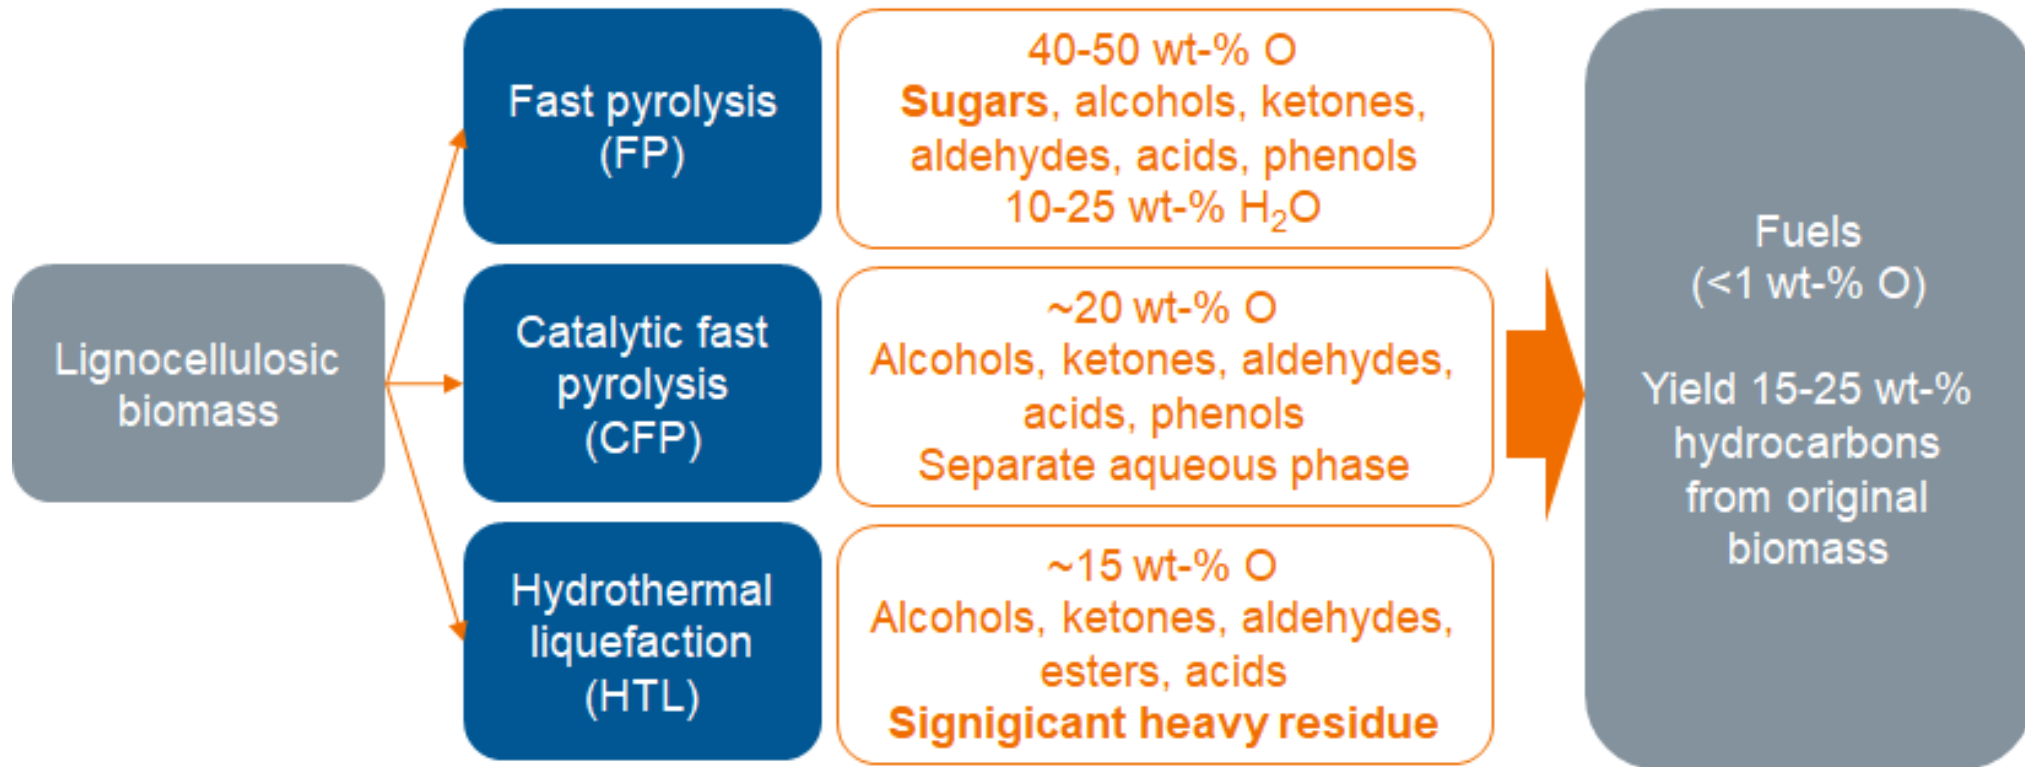 Lignocellulosic
biomass
Fast pyrolysis
(FP)
40-50 wt-% O
Sugars, alcohols, ketones,
aldehydes, acids, phenols
10-25 wt-% H₂O
Catalytic fast
pyrolysis
(CFP)
~20 wt-% O
Alcohols, ketones, aldehydes,
acids, phenols
Separate aqueous phase
Hydrothermal
liquefaction
(HTL)
~15 wt-% O
Alcohols, ketones, aldehydes,
esters, acids
Signigicant heavy residue
Fuels
(<1 wt-% O)
Yield 15-25 wt-%
hydrocarbons
from original
biomass